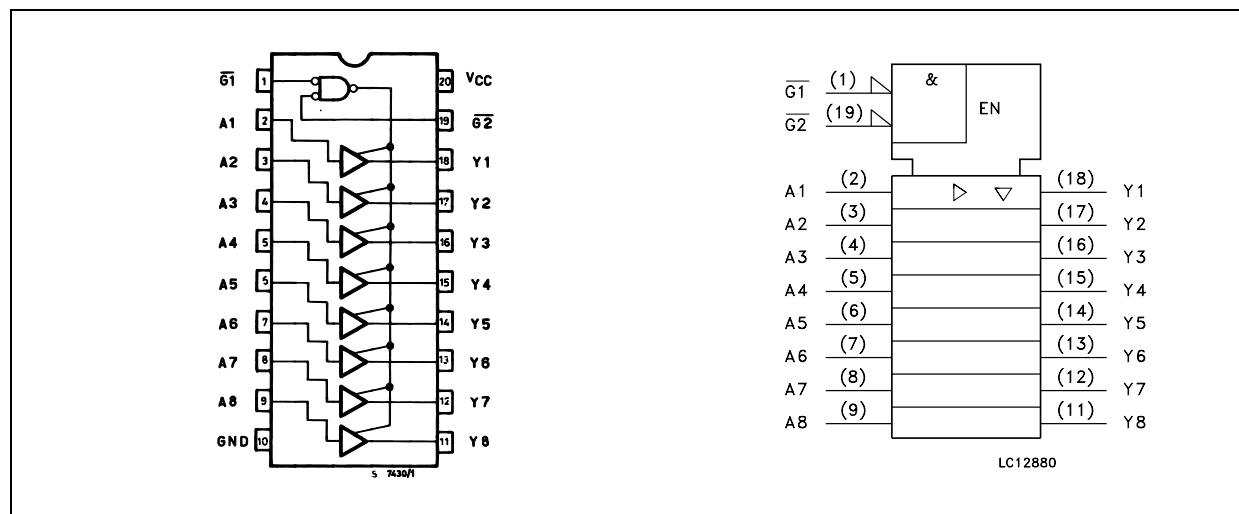 G1 1 20 VCC
A1 2 19 G2
A2 3 18 Y1
A3 4 17 Y2
A4 5 16 Y3
A5 6 15 Y4
A6 7 14 Y5
A7 8 13 Y6
A8 9 12 Y7
GND 10 11 Y8
S 7430/1
G1 (1) & EN
G2 (19)
A1 (2) (18) Y1
A2 (3) (17) Y2
A3 (4) (16) Y3
A4 (5) (15) Y4
A5 (6) (14) Y5
A6 (7) (13) Y6
A7 (8) (12) Y7
A8 (9) (11) Y8
LC12880